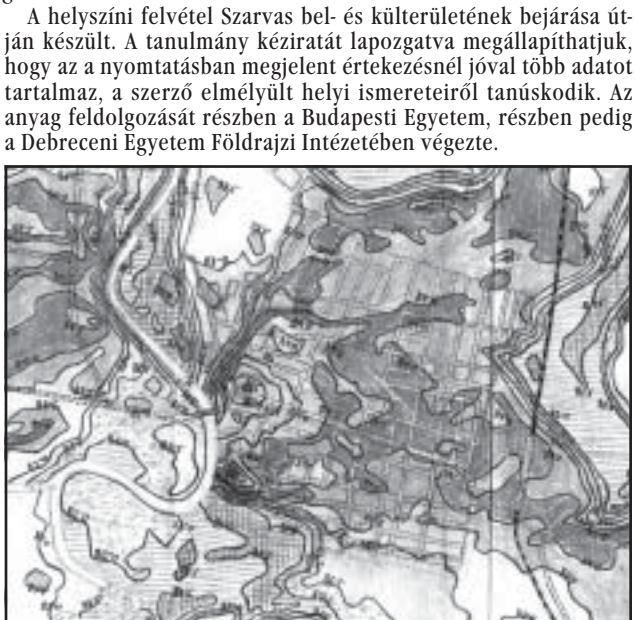 A helyszíni felvétel Szarvas bel- és külterületének bejárása út-
ján készült. A tanulmány kéziratát lapozgatva megállapíthatjuk,
hogy az a nyomtatásban megjelent értekezésnél jóval több adatot
tartalmaz, a szerző elmélyült helyi ismereteiről tanúskodik. Az
anyag feldolgozását részben a Budapesti Egyetem, részben pedig
a Debreceni Egyetem Földrajzi Intézetében végezte.